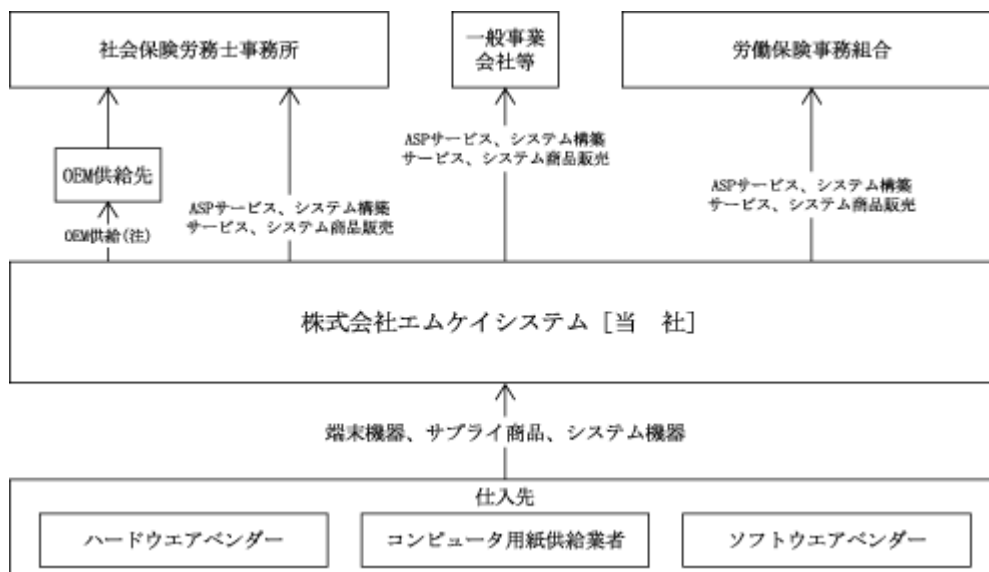 社会保険労務士事務所
一般事業
会社等
労働保険事務組合
OEM供給先
OEM供給(注)
ASPサービス、システム構築
サービス、システム商品販売
ASPサービス、システム構築
サービス、システム商品販売
ASPサービス、システム構築
サービス、システム商品販売
株式会社エムケイシステム［当　社］
端末機器、サプライ商品、システム機器
仕入先
ハードウエアベンダー
コンピュータ用紙供給業者
ソフトウエアベンダー